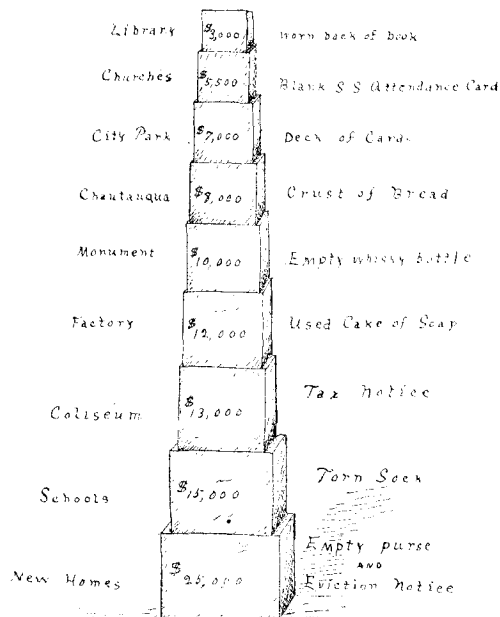 Library $3,000 worn back of book
Churches $5,500 Blank S S Attendance Card
City Park $7,000 Deck of Cards
Chautauqua $8,000 Crust of Bread
Monument $10,000 Empty whisky bottle
Factory $12,000 Used Cake of Soap
Coliseum $13,000 Tax Notice
Schools $15,000 Torn Sock
New Homes $25,000 Empty purse
AND
Eviction Notice